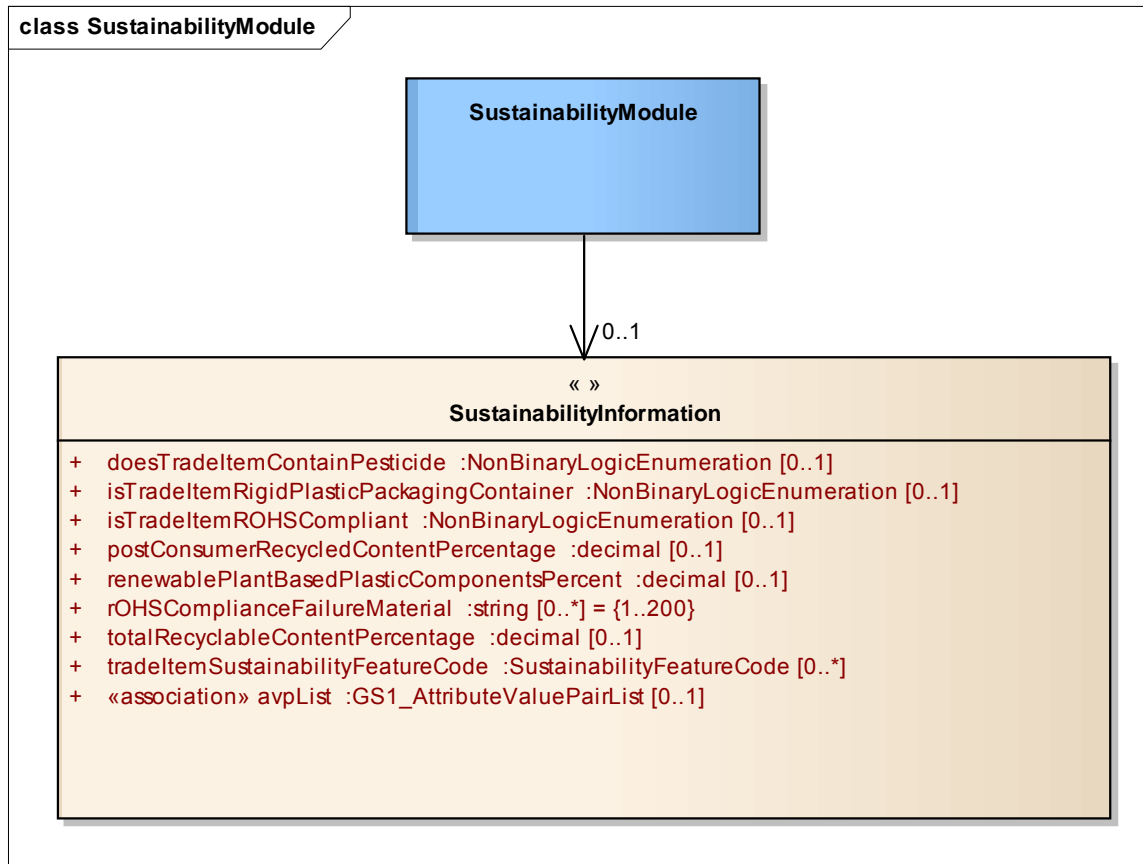 class SustainabilityModule
SustainabilityModule
0..1
« »
SustainabilityInformation
+ doesTradeItemContainPesticide :NonBinaryLogicEnumeration [0..1]
+ isTradeItemRigidPlasticPackagingContainer :NonBinaryLogicEnumeration [0..1]
+ isTradeItemROHSCompliant :NonBinaryLogicEnumeration [0..1]
+ postConsumerRecycledContentPercentage :decimal [0..1]
+ renewablePlantBasedPlasticComponentsPercent :decimal [0..1]
+ rOHSComplianceFailureMaterial :string [0..*] = {1..200}
+ totalRecyclableContentPercentage :decimal [0..1]
+ tradeItemSustainabilityFeatureCode :SustainabilityFeatureCode [0..*]
+ «association» avpList :GS1_AttributeValuePairList [0..1]